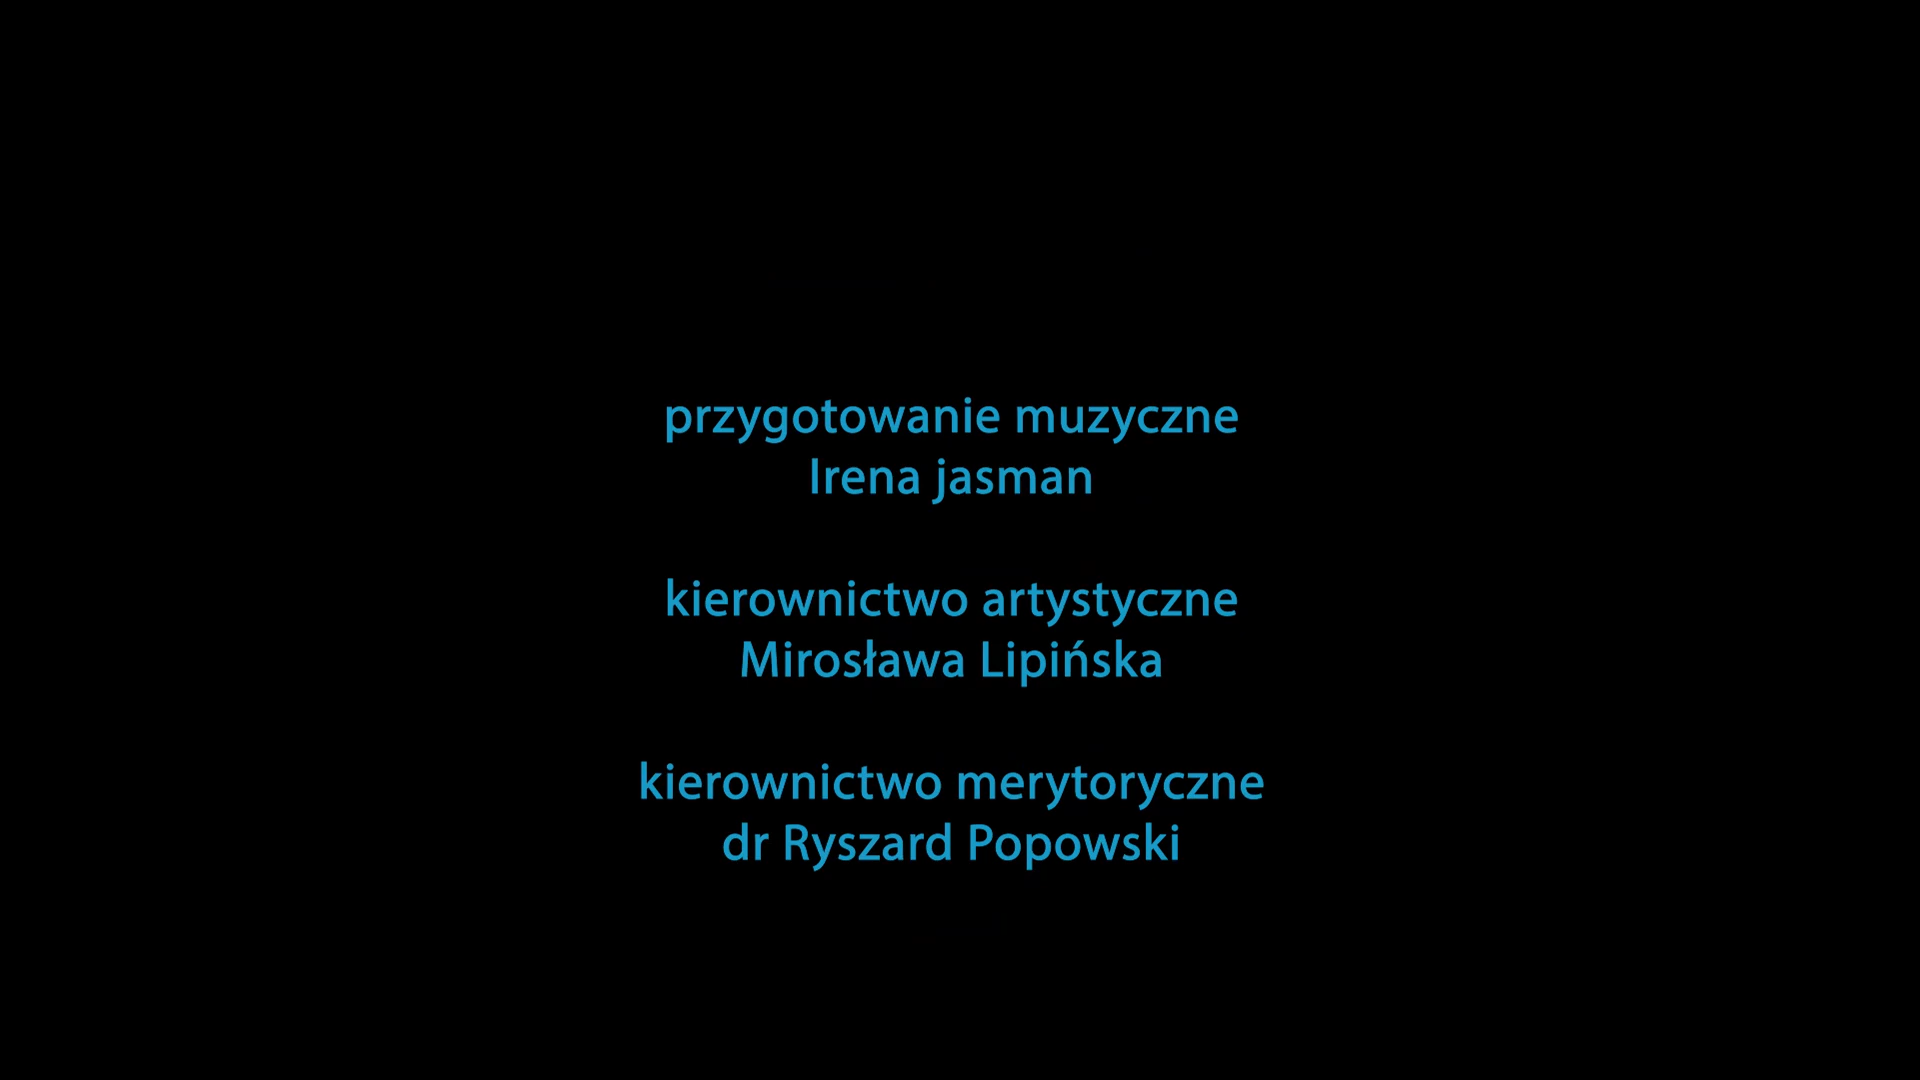 przygotowanie muzyczne
Irena jasman
kierownictwo artystyczne
Mirosława Lipińska
kierownictwo merytoryczne
dr Ryszard Popowski